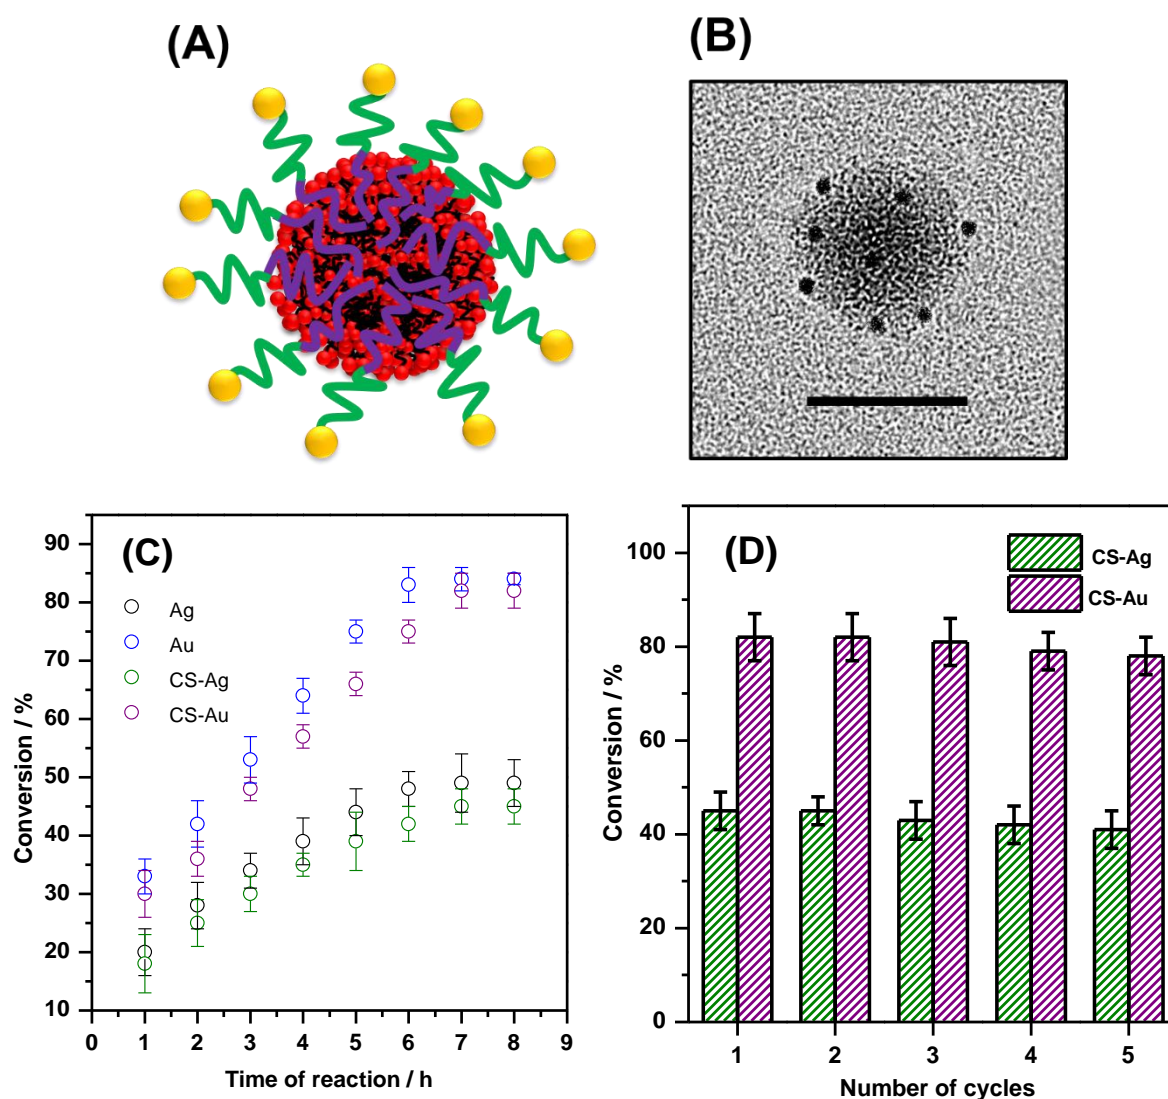 (A)
(B)
(C)
Conversion / %
90
80
70
60
50
40
30
20
10
Ag
Au
CS-Ag
CS-Au
0 1 2 3 4 5 6 7 8 9
Time of reaction / h
(D)
Conversion / %
100
80
60
40
20
0
CS-Ag
CS-Au
1 2 3 4 5
Number of cycles